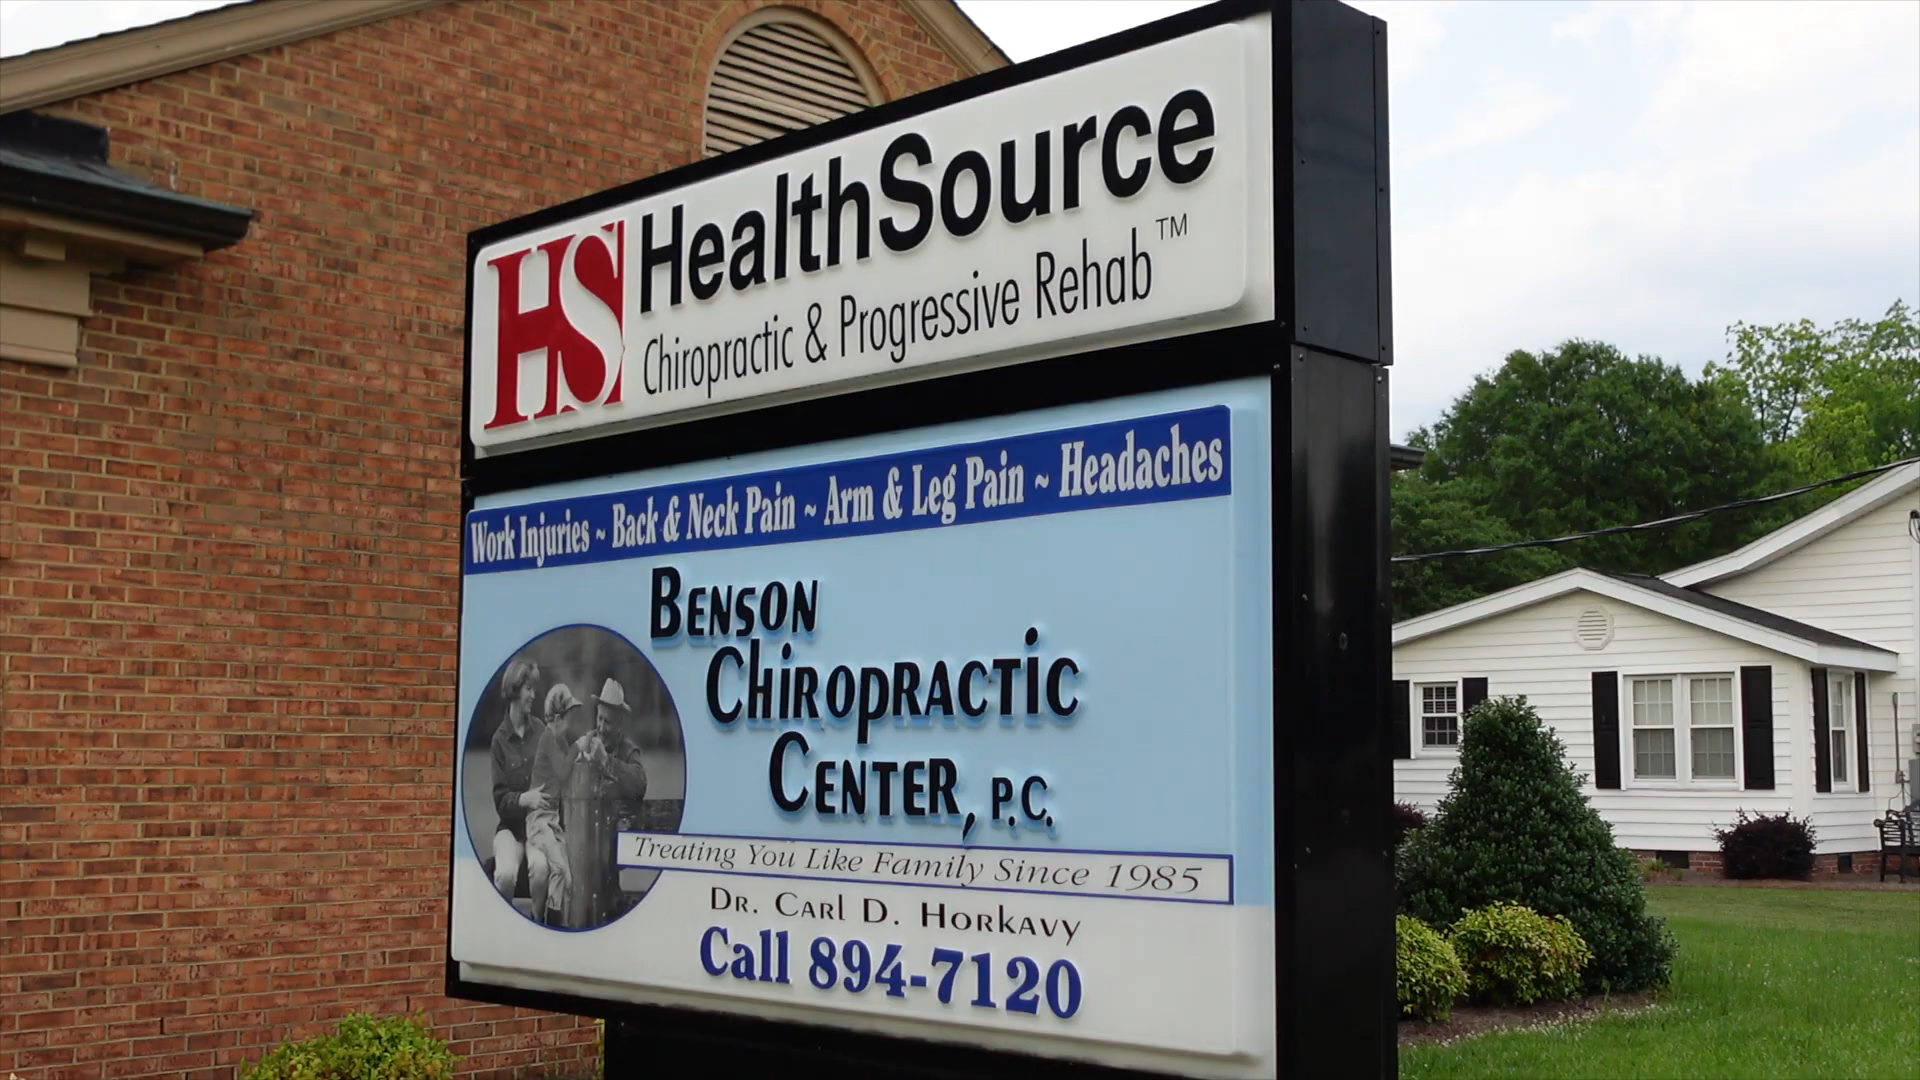 HS HealthSource
Chiropractic & Progressive Rehab™
Work Injuries ~ Back & Neck Pain ~ Arm & Leg Pain ~ Headaches
Benson
Chiropractic
Center, P.C.
Treating You Like Family Since 1985
Dr. Carl D. Horkavy
Call 894-7120